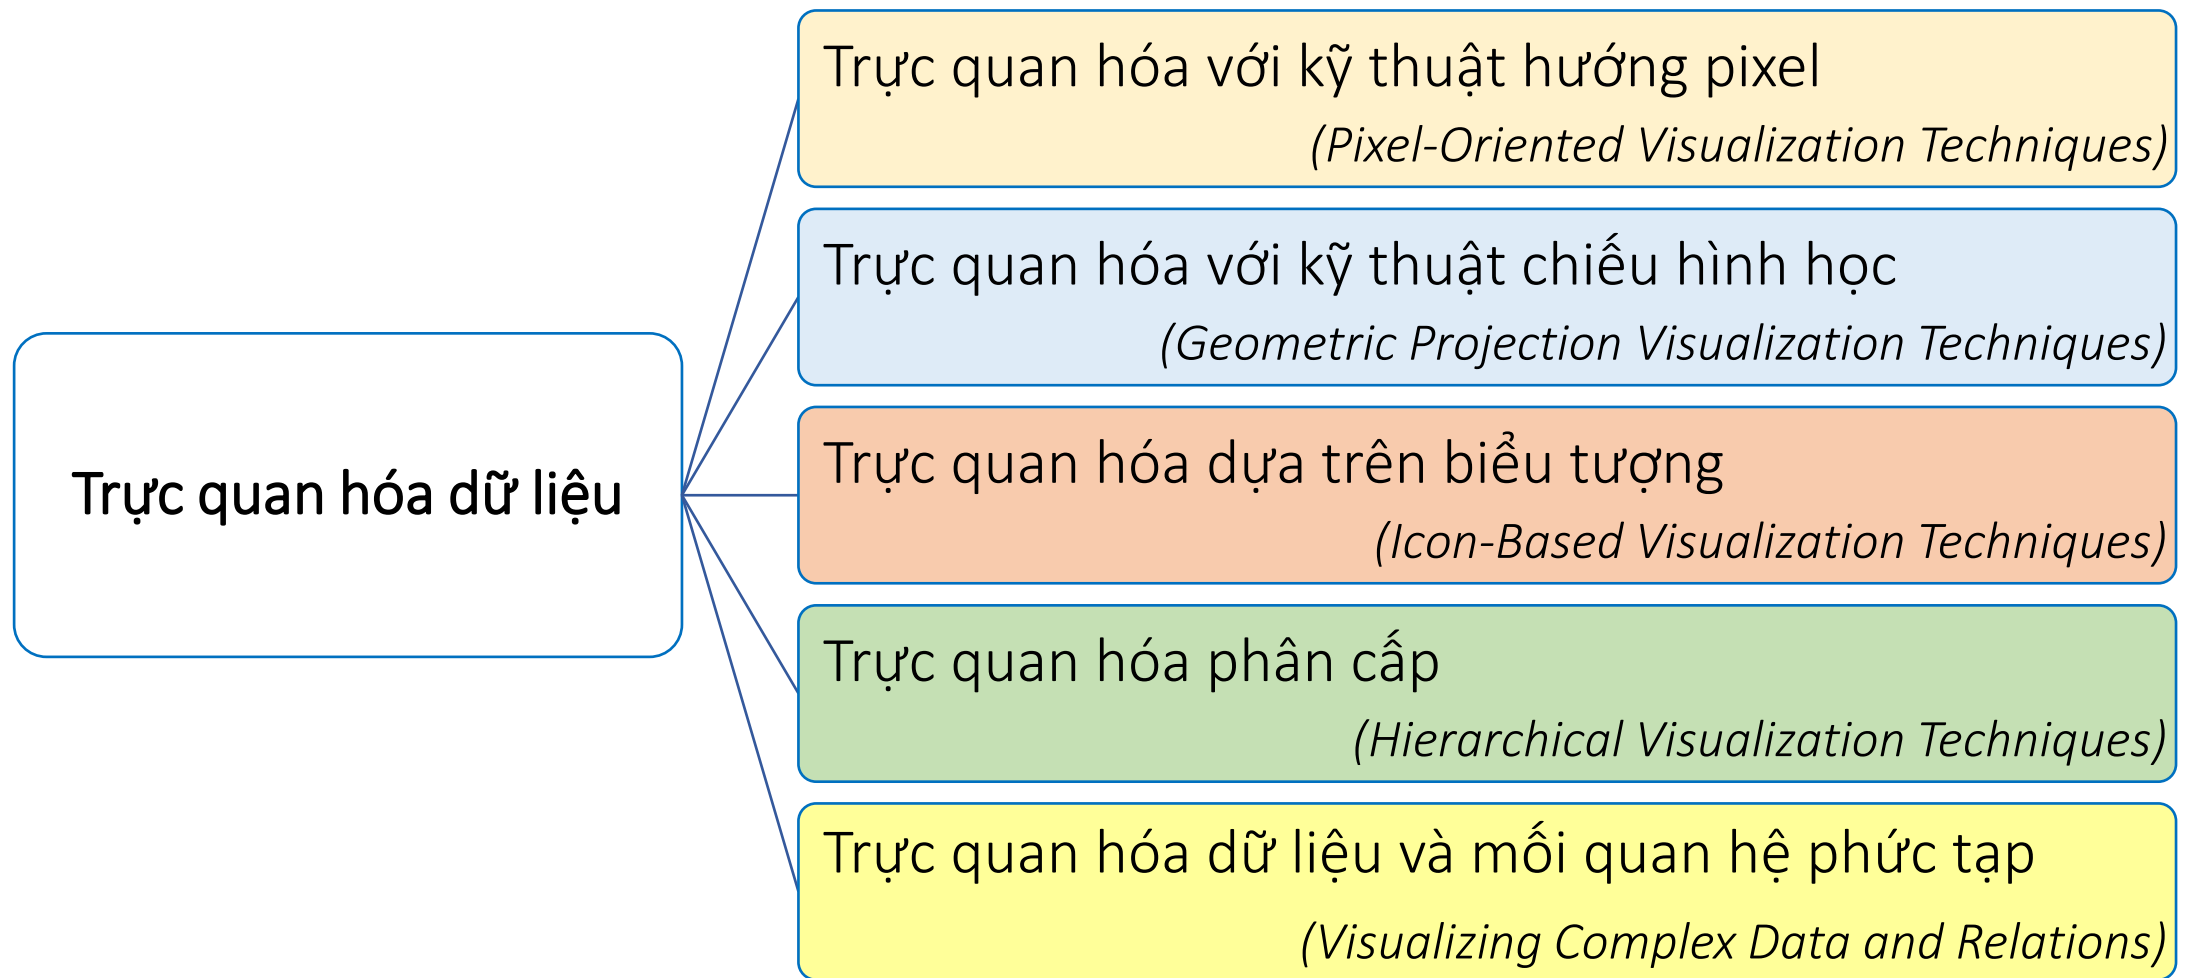 Trực quan hóa dữ liệu
Trực quan hóa với kỹ thuật hướng pixel
(Pixel-Oriented Visualization Techniques)
Trực quan hóa với kỹ thuật chiếu hình học
(Geometric Projection Visualization Techniques)
Trực quan hóa dựa trên biểu tượng
(Icon-Based Visualization Techniques)
Trực quan hóa phân cấp
(Hierarchical Visualization Techniques)
Trực quan hóa dữ liệu và mối quan hệ phức tạp
(Visualizing Complex Data and Relations)